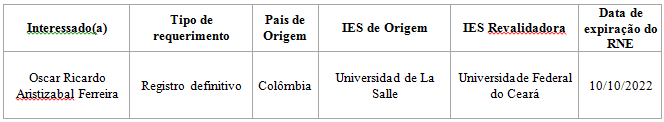 Interessado(a)
Tipo de
requerimento
País de
Origem
IES de Origem
IES Revalidadora
Data de
expiração do
RNE
Oscar Ricardo
Aristizabal Ferreira
Registro definitivo
Colômbia
Universidad de La
Salle
Universidade Federal
do Ceará
10/10/2022